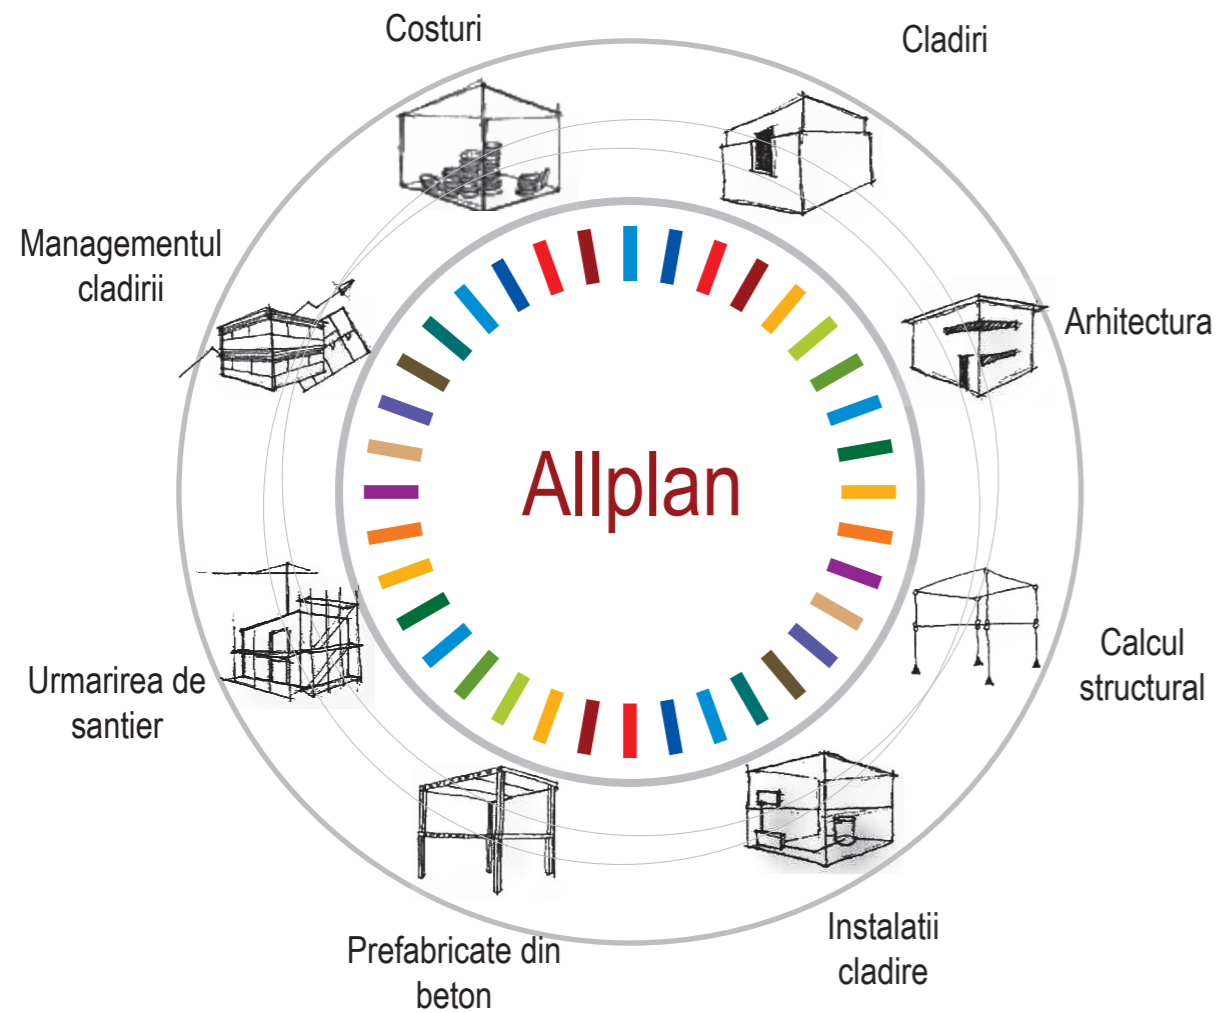 Costuri
Cladiri
Managementul
cladirii
Arhitectura
Allplan
Calcul
structural
Urmarirea de
santier
Instalatii
cladire
Prefabricate din
beton